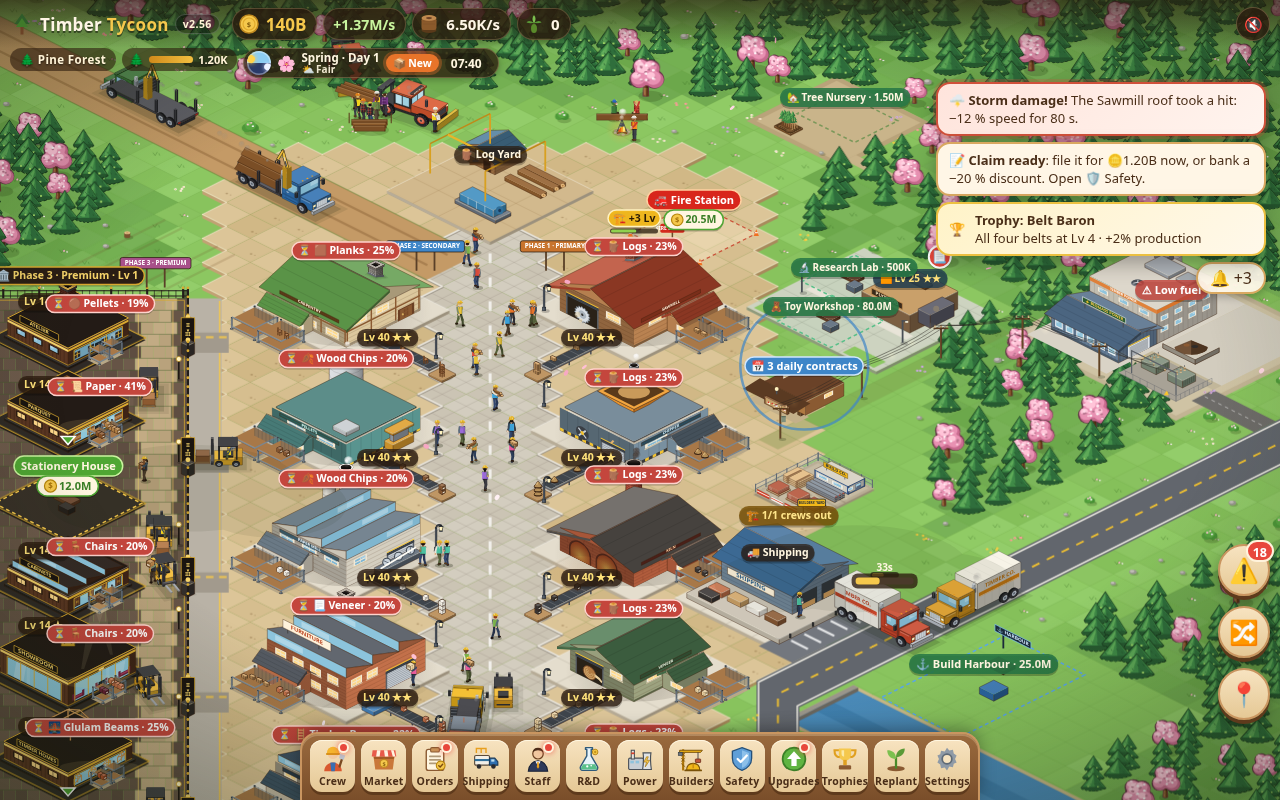 Timber Tycoon v2.56
140B
+1.37M/s
6.50K/s
0
Pine Forest
1.20K
Spring · Day 1
Fair
New
07:40
Storm damage! The Sawmill roof took a hit:
−12 % speed for 80 s.
Claim ready: file it for 1.20B now, or bank a
−20 % discount. Open Safety.
Trophy: Belt Baron
All four belts at Lv 4 · +2% production
+3
Tree Nursery · 1.50M
Log Yard
Fire Station
+3 Lv
20.5M
PHASE 1 · PRIMARY
Planks · 25%
Logs · 23%
PHASE 3 · PREMIUM
Phase 3 · Premium · Lv 1
Research Lab · 500K
Lv 25 ★★
Low fuel
Pellets · 19%
Toy Workshop · 80.0M
Lv 40 ★★
Lv 40 ★★
Wood Chips · 20%
3 daily contracts
Logs · 23%
Paper · 41%
Lv 40 ★★
Lv 40 ★★
Stationery House
12.0M
Wood Chips · 20%
Logs · 23%
1/1 crews out
Shipping
SHIPPING
Chairs · 20%
33s
Lv 40 ★★
Lv 40 ★★
18
Veneer · 20%
Logs · 23%
FURNITURE
Chairs · 20%
SHOWROOM
HARBOUR
Build Harbour · 25.0M
Lv 40 ★★
Lv 40 ★★
Glulam Beams · 25%
Crew
Market
Orders
Shipping
Staff
R&D
Power
Builders
Safety
Upgrades
Trophies
Replant
Settings